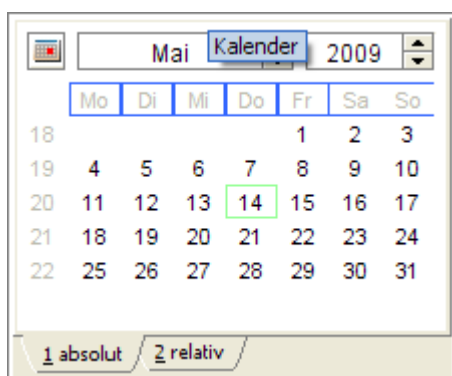 Mai Kalender 2009
Mo Di Mi Do Fr Sa So
18 1 2 3
19 4 5 6 7 8 9 10
20 11 12 13 14 15 16 17
21 18 19 20 21 22 23 24
22 25 26 27 28 29 30 31
1 absolut 2 relativ